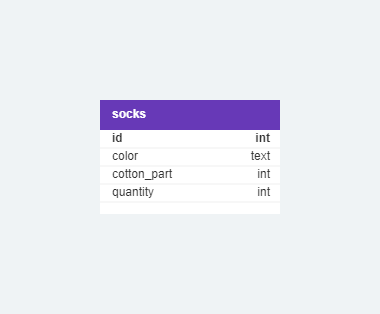 socks
id int
color text
cotton_part int
quantity int